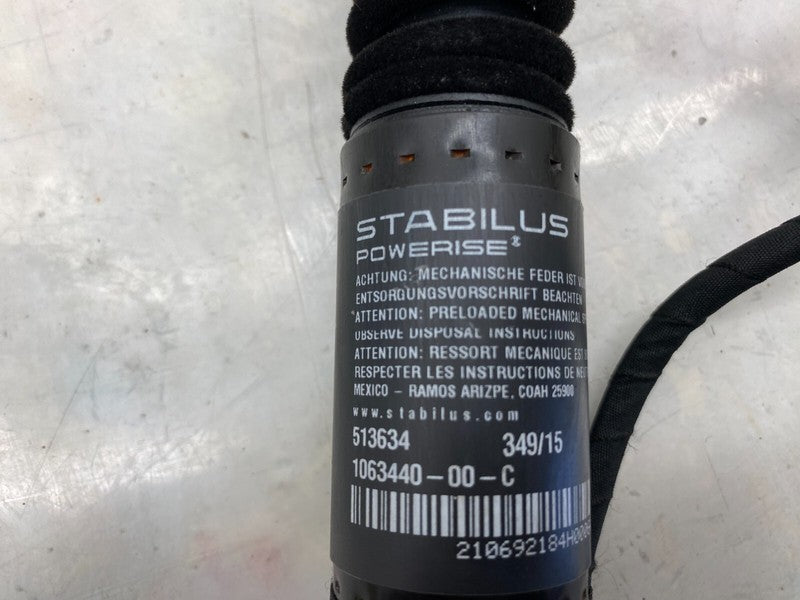 STABILUS
POWERISE®
ACHTUNG: MECHANISCHE FEDER IST
ENTSORGUNGSVORSCHRIFT BEACHTEN
ATTENTION: PRELOADED MECHANICAL
OBSERVE DISPOSAL INSTRUCTIONS
ATTENTION: RESSORT MECANIQUE EST
RESPECTER LES INSTRUCTIONS DE
MEXICO – RAMOS ARIZPE, COAH 25900
www.stabilus.com
513634 349/15
1063440-00-C